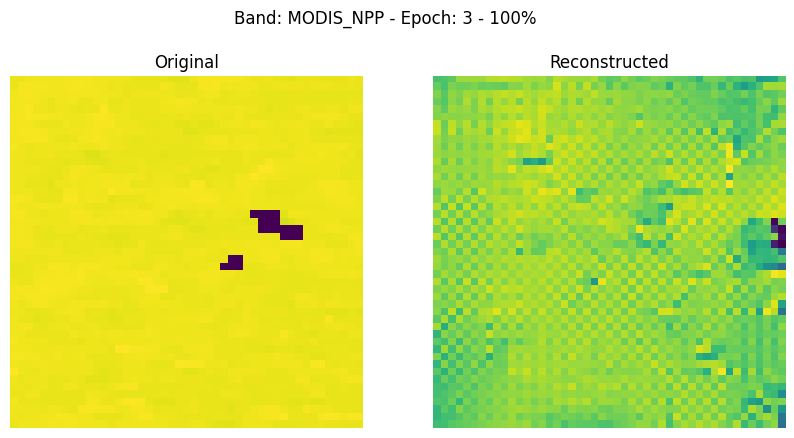 Band: MODIS_NPP - Epoch: 3 - 100%
Original
Reconstructed